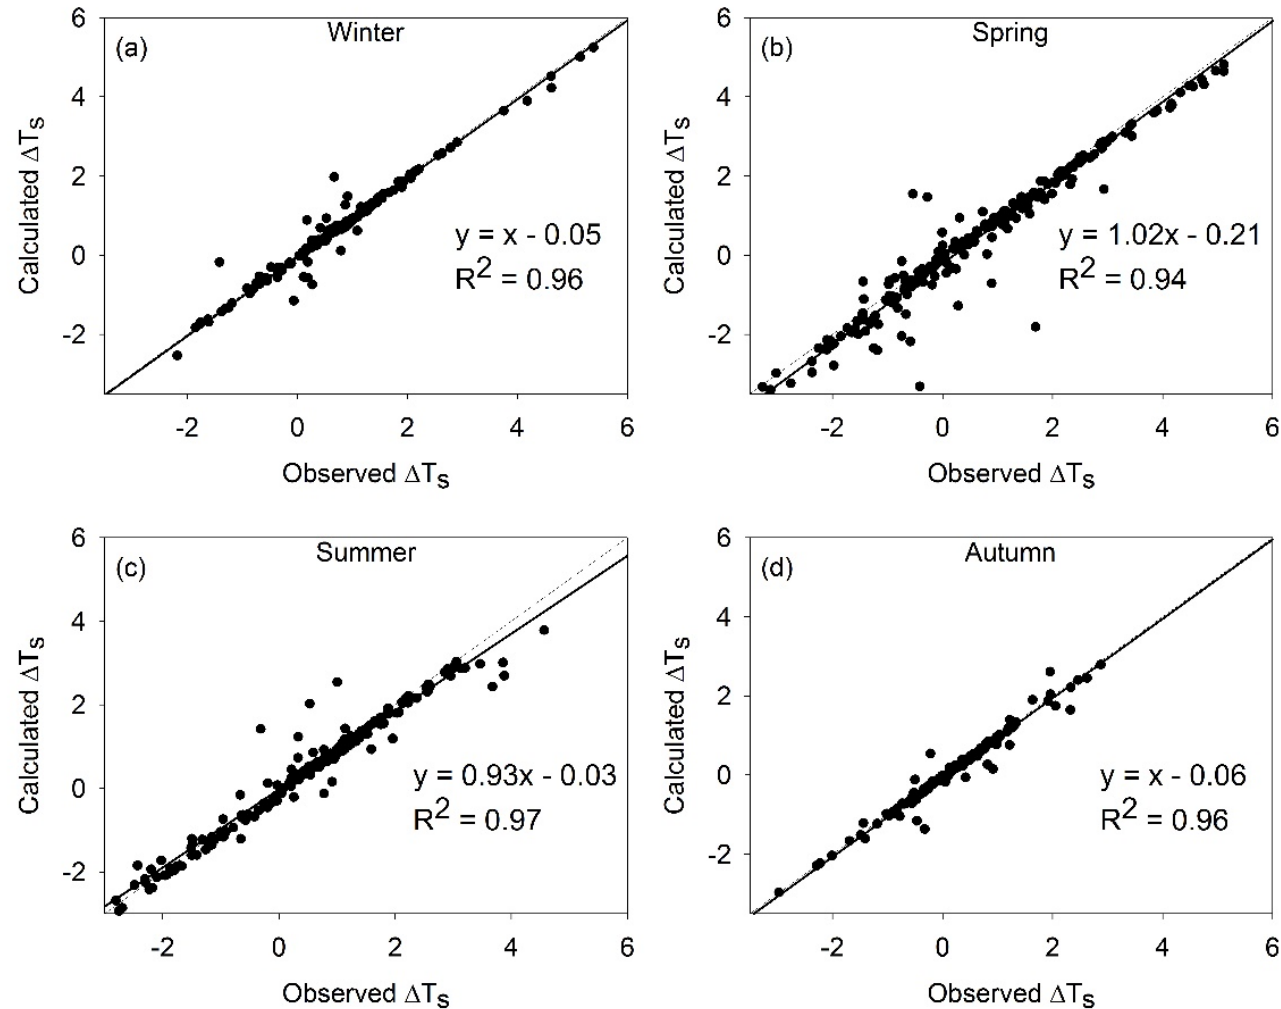 (a)
Winter
6
4
2
0
-2
Calculated ΔTs
y = x - 0.05
R2 = 0.96
-2 0 2 4 6
Observed ΔTs
(b)
Spring
6
4
2
0
-2
Calculated ΔTs
y = 1.02x - 0.21
R2 = 0.94
-2 0 2 4 6
Observed ΔTs
(c)
Summer
6
4
2
0
-2
Calculated ΔTs
y = 0.93x - 0.03
R2 = 0.97
-2 0 2 4 6
Observed ΔTs
(d)
Autumn
6
4
2
0
-2
Calculated ΔTs
y = x - 0.06
R2 = 0.96
-2 0 2 4 6
Observed ΔTs